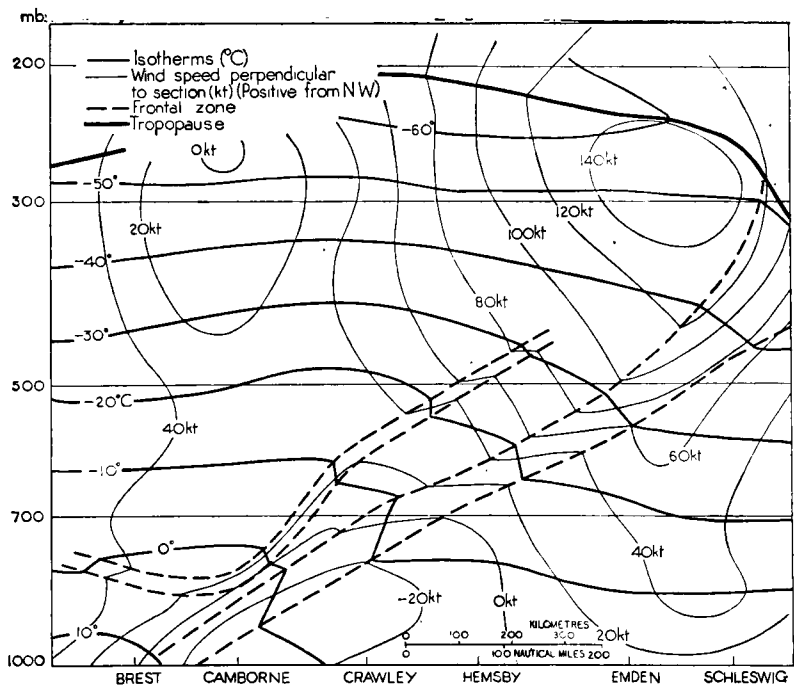 mb.
Isotherms (°C)
Wind speed perpendicular
to section (kt) (Positive from NW)
Frontal zone
Tropopause
200
-60°
0kt
140kt
-50°
300
20kt
120kt
100kt
-40°
80kt
-30°
500
-20°C
40kt
60kt
-10°
700
0°
40kt
-20kt
0kt
KILOMETRES
0 100 200 300
20kt
10°
0 100 NAUTICAL MILES 200
1000
BREST CAMBORNE CRAWLEY HEMSBY EMDEN SCHLESWIG